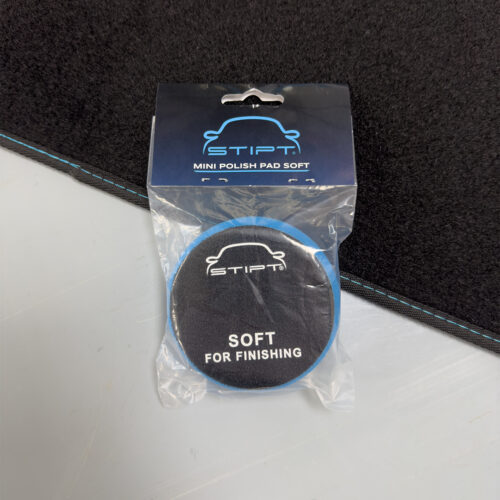 STIPT®
MINI POLISH PAD SOFT
STIPT®
SOFT
FOR FINISHING